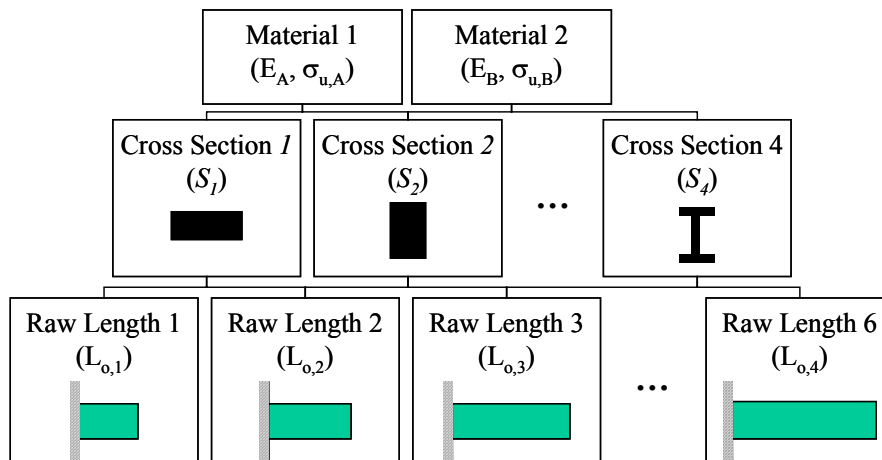 Material 1
(E_A, σ_u,A)
Material 2
(E_B, σ_u,B)
Cross Section 1
(S_1)
Cross Section 2
(S_2)
...
Cross Section 4
(S_4)
Raw Length 1
(L_o,1)
Raw Length 2
(L_o,2)
Raw Length 3
(L_o,3)
...
Raw Length 6
(L_o,4)